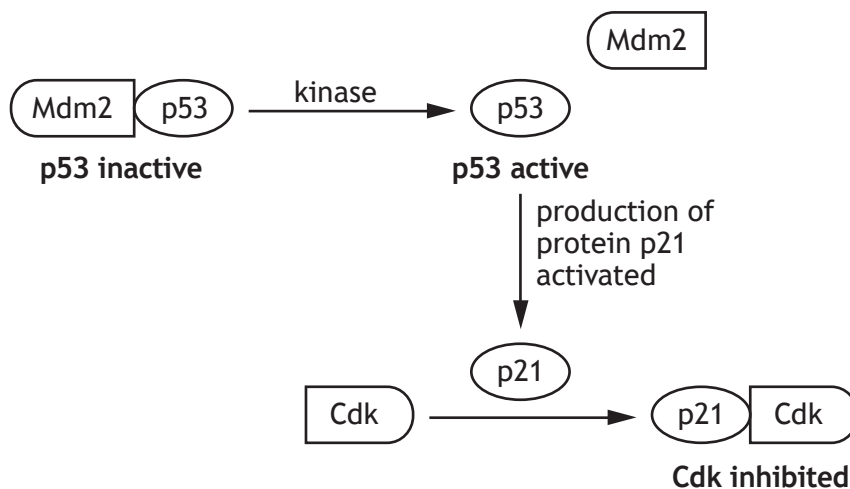 Mdm2
Mdm2 p53
kinase
p53
p53 inactive
p53 active
production of
protein p21
activated
p21
Cdk
p21 Cdk
Cdk inhibited